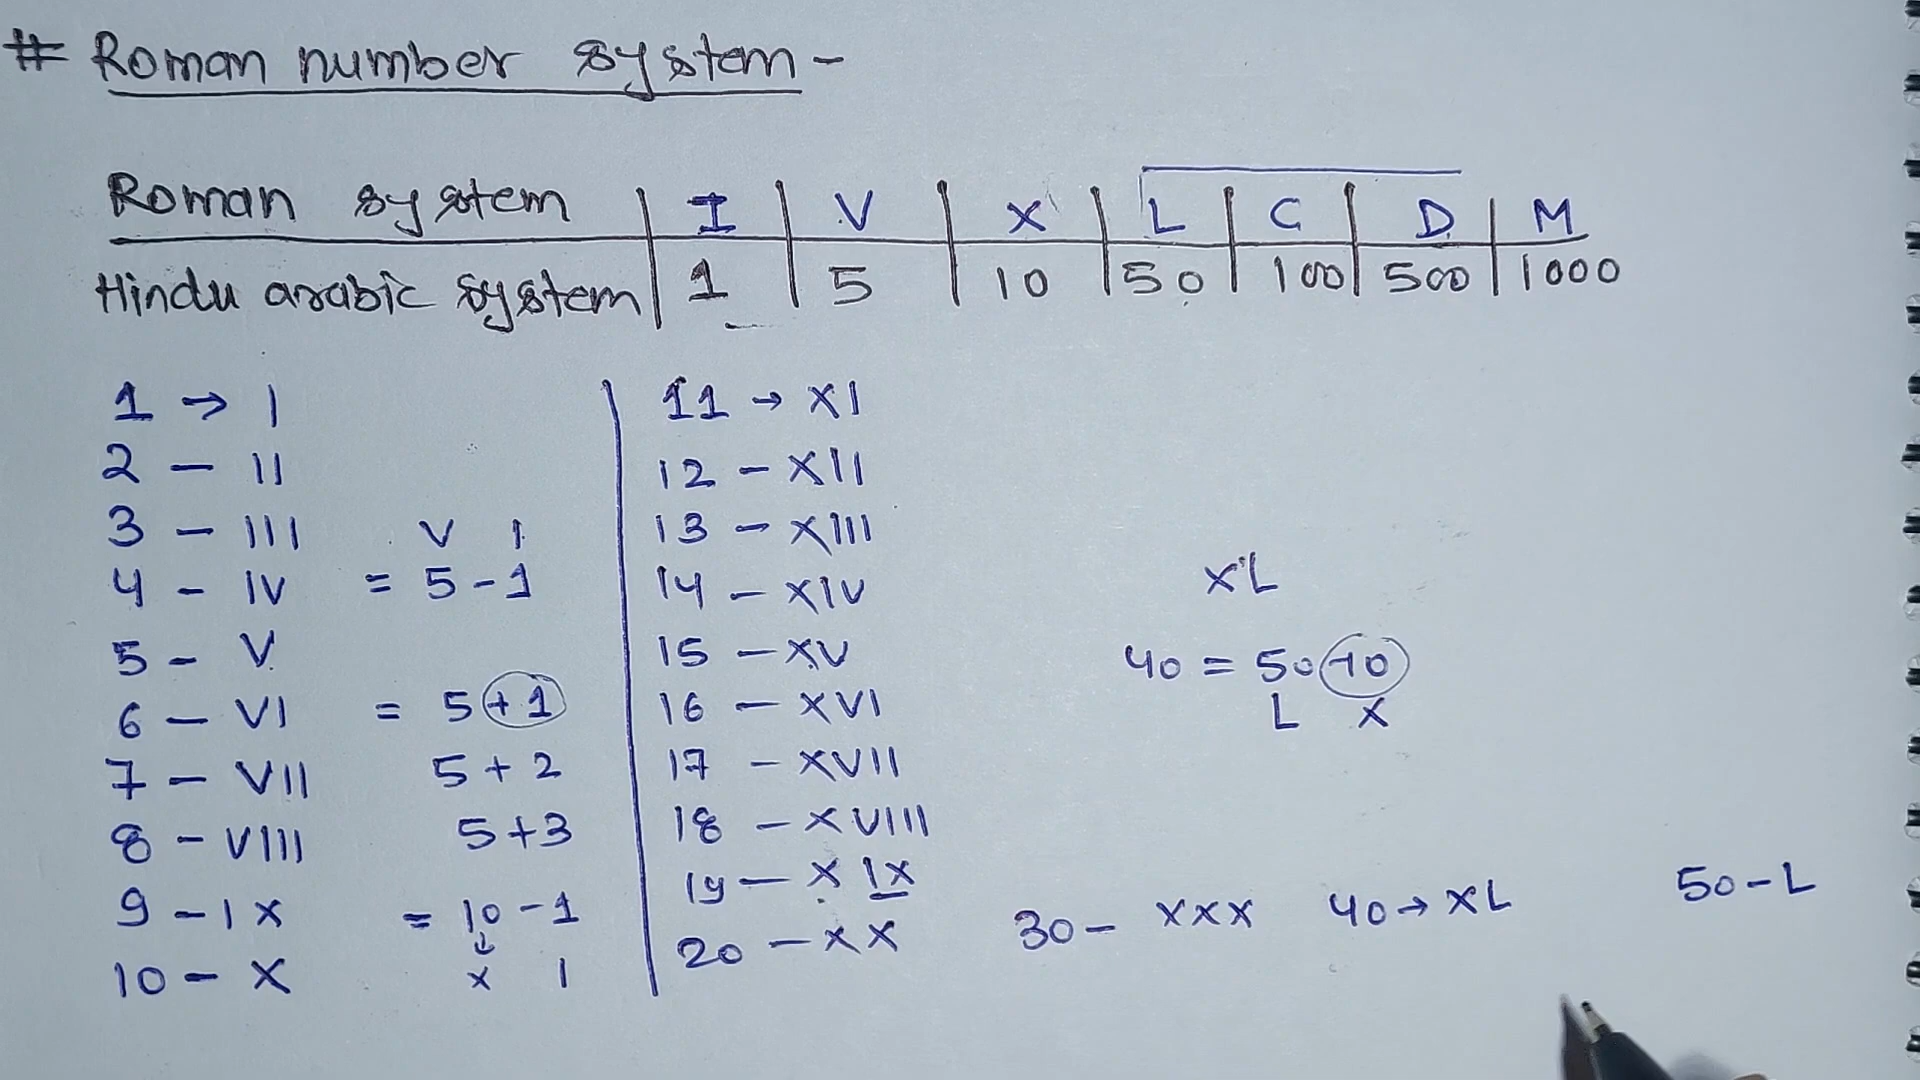 # Roman number system -
Roman system | I | V | X | L | C | D | M
Hindu arabic system | 1 | 5 | 10 | 50 | 100 | 500 | 1000
1 → I
2 - II
3 - III
V I
4 - IV = 5 - 1
5 - V
6 - VI = 5 + 1
7 - VII 5 + 2
8 - VIII 5 + 3
9 - IX = 10 - 1
↓
10 - X X I
11 → XI
12 - XII
13 - XIII
14 - XIV
15 - XV
16 - XVI
17 - XVII
18 - XVIII
19 - XIX
20 - XX
XL
40 = 50 - 10
L X
30 - XXX 40 → XL 50 - L